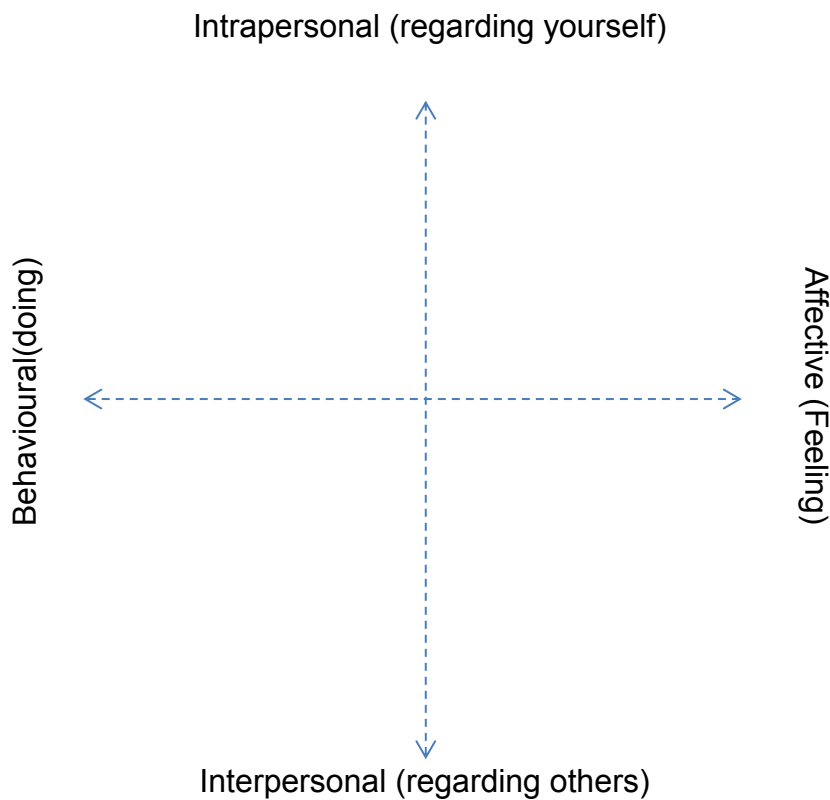 Intrapersonal (regarding yourself)
Behavioural(doing)
Affective (Feeling)
Interpersonal (regarding others)